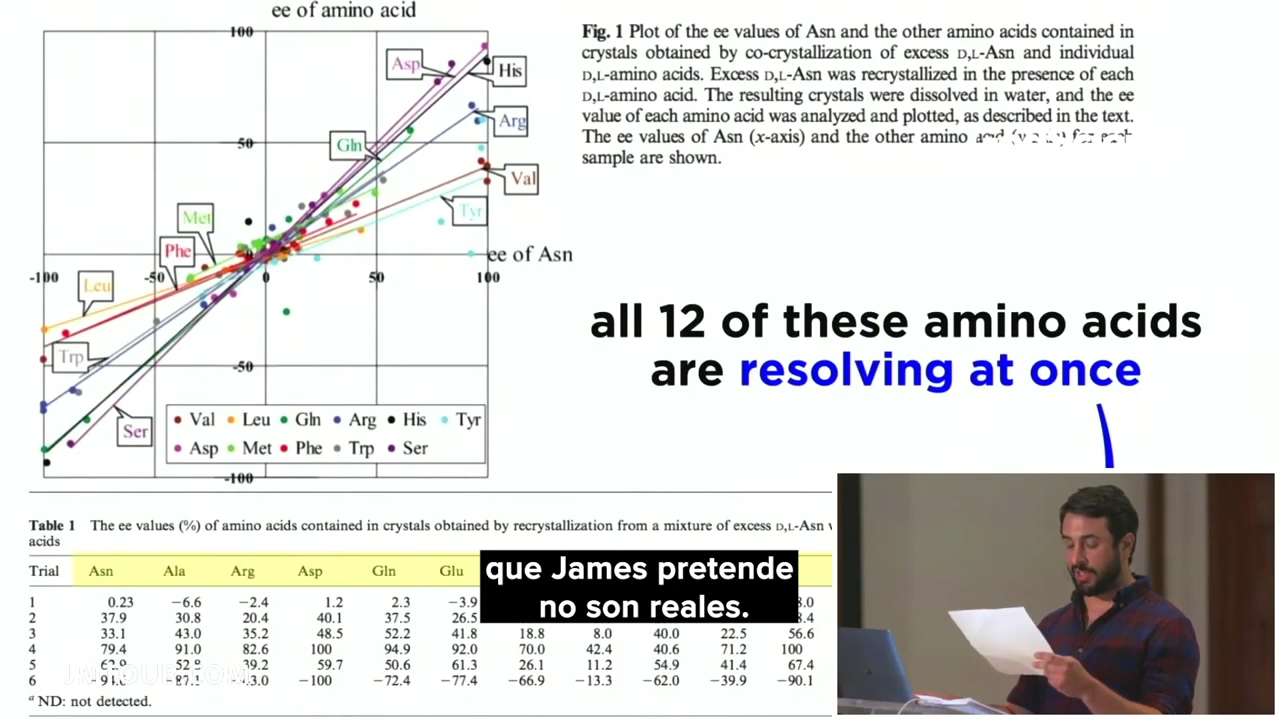 ee of amino acid
100
Asp
His
Arg
50
Gln
Val
Met
Tyr
Phe
ee of Asn
-100
-50
0
50
100
Leu
Trp
-50
Ser
Val Leu Gln Arg His Tyr
Asp Met Phe Trp Ser
-100
Fig. 1 Plot of the ee values of Asn and the other amino acids contained in
crystals obtained by co-crystallization of excess D,L-Asn and individual
D,L-amino acids. Excess D,L-Asn was recrystallized in the presence of each
D,L-amino acid. The resulting crystals were dissolved in water, and the ee
value of each amino acid was analyzed and plotted, as described in the text.
The ee values of Asn (x-axis) and the other amino
sample are shown.
all 12 of these amino acids
are resolving at once
Table 1 The ee values (%) of amino acids contained in crystals obtained by recrystallization from a mixture of excess D,L-Asn
acids
Trial Asn Ala Arg Asp Gln Glu
1 0.23 −6.6 −2.4 1.2 2.3 −3.9
2 37.9 30.8 20.4 40.1 37.5 26.5
3 33.1 43.0 35.2 48.5 52.2 41.8 18.8 8.0 40.0 22.5 56.6
4 79.4 91.0 82.6 100 94.9 92.0 70.0 42.4 40.6 71.2 100
5 59.7 50.6 61.3 26.1 11.2 54.9 41.4 67.4
6 −100 −72.4 −77.4 −66.9 −13.3 −62.0 −39.9 −90.1
a ND: not detected.
que James pretende
no son reales.
JMTOUR.COM